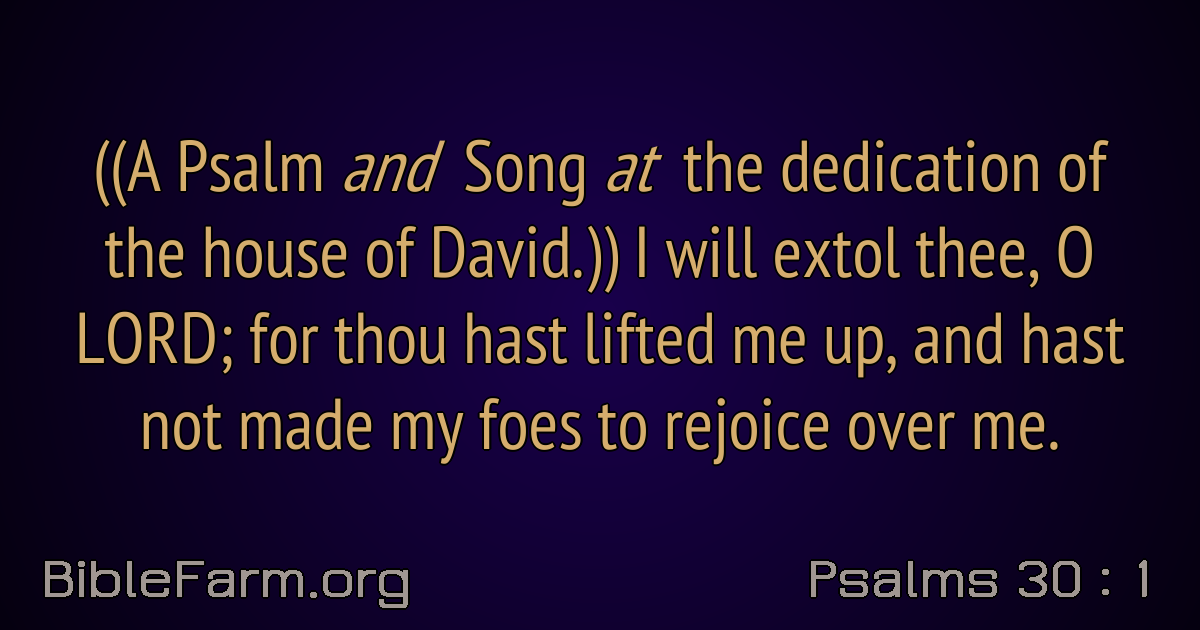 ((A Psalm and Song at the dedication of
the house of David.)) I will extol thee, O
LORD; for thou hast lifted me up, and hast
not made my foes to rejoice over me.
BibleFarm.org
Psalms 30 : 1